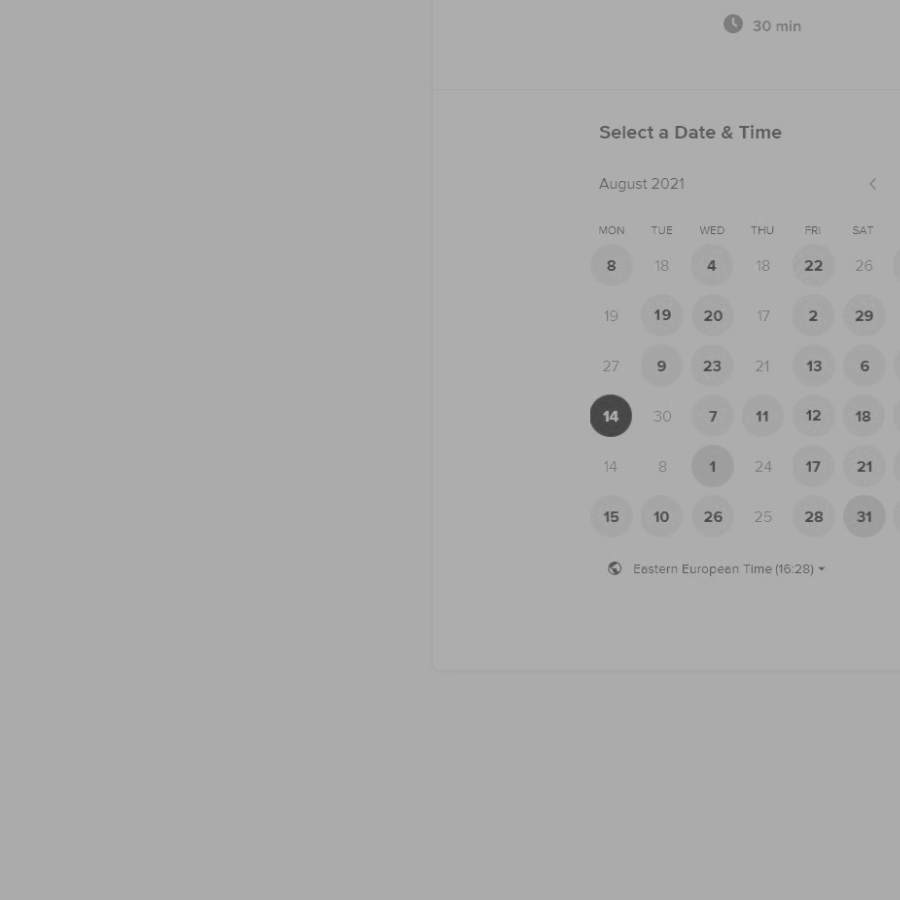 30 min
Select a Date & Time
August 2021
MON TUE WED THU FRI SAT
8 18 4 18 22 26
19 19 20 17 2 29
27 9 23 21 13 6
14 30 7 11 12 18
14 8 1 24 17 21
15 10 26 25 28 31
Eastern European Time (16:28)